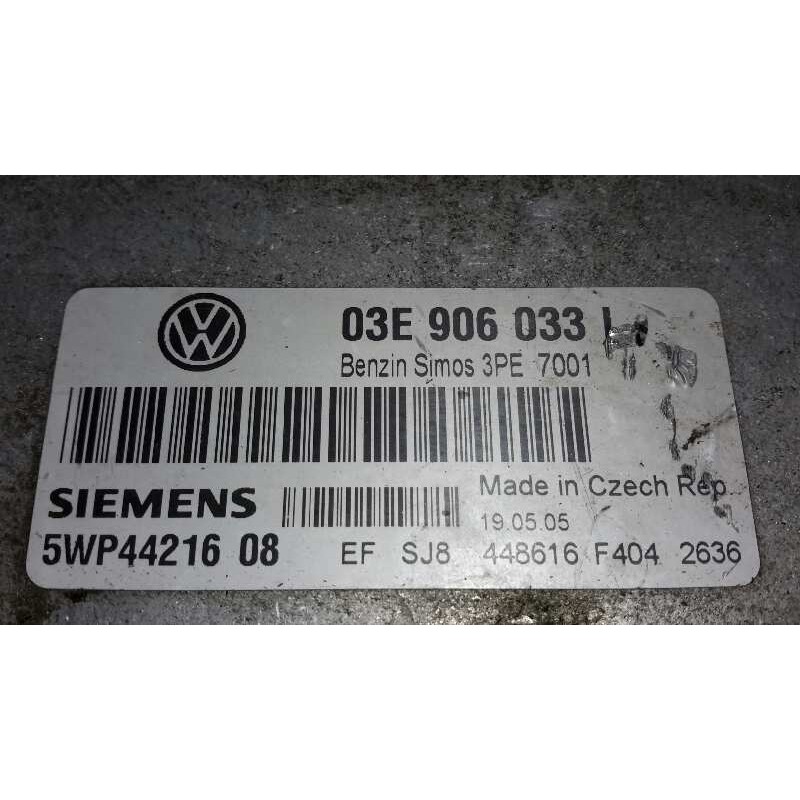 03E 906 033
Benzin Simos 3PE 7001
SIEMENS
Made in Czech Rep.
19.05.05
5WP44216 08 EF SJ8 448616 F404 2636